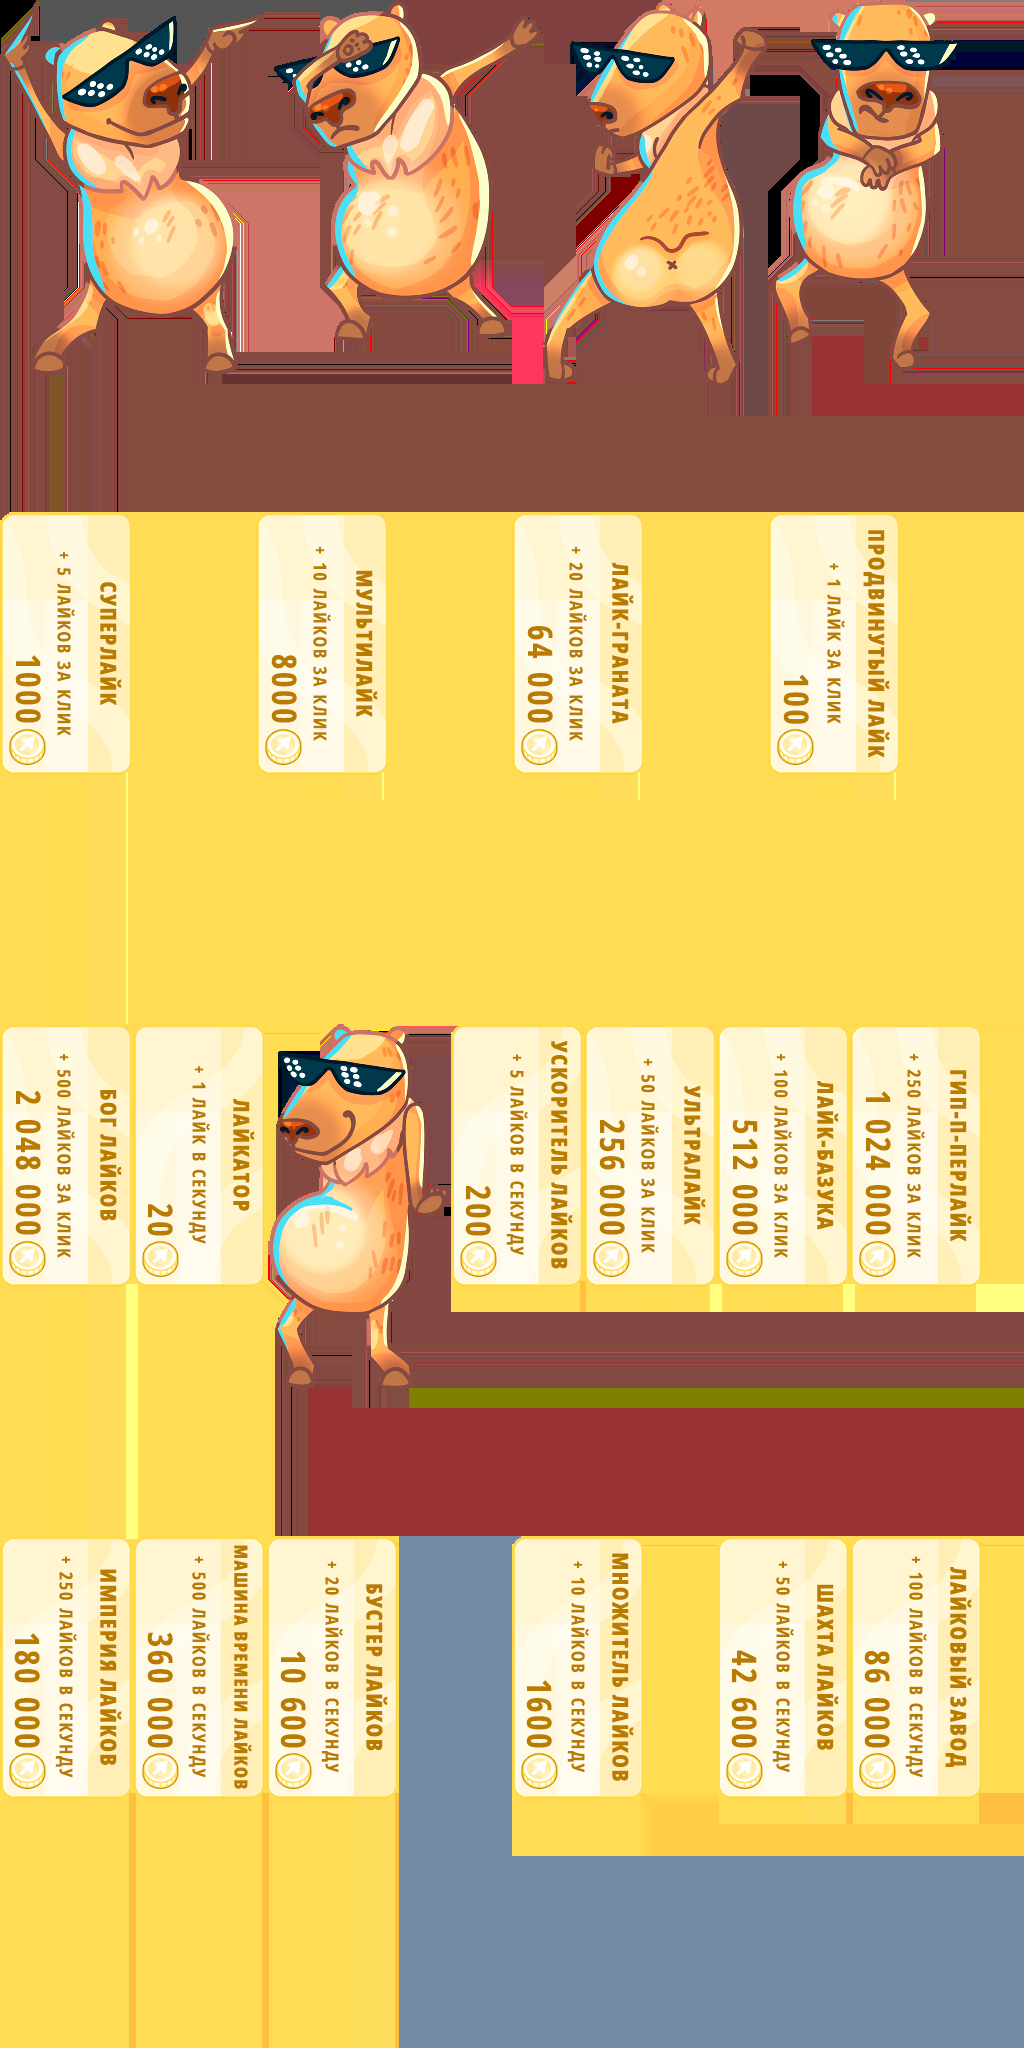 СУПЕРЛАЙК
+ 5 ЛАЙКОВ ЗА КЛИК
1000
МУЛЬТИЛАЙК
+ 10 ЛАЙКОВ ЗА КЛИК
8000
ЛАЙК-ГРАНАТА
+ 20 ЛАЙКОВ ЗА КЛИК
64 000
ПРОДВИНУТЫЙ ЛАЙК
+ 1 ЛАЙК ЗА КЛИК
100
БОГ ЛАЙКОВ
+ 500 ЛАЙКОВ ЗА КЛИК
2 048 000
ЛАЙКАТОР
+ 1 ЛАЙК В СЕКУНДУ
20
УСКОРИТЕЛЬ ЛАЙКОВ
+ 5 ЛАЙКОВ В СЕКУНДУ
200
УЛЬТРАЛАЙК
+ 50 ЛАЙКОВ ЗА КЛИК
256 000
ЛАЙК-БАЗУКА
+ 100 ЛАЙКОВ ЗА КЛИК
512 000
ГИП-П-ПЕРЛАЙК
+ 250 ЛАЙКОВ ЗА КЛИК
1 024 000
ИМПЕРИЯ ЛАЙКОВ
+ 250 ЛАЙКОВ В СЕКУНДУ
180 000
МАШИНА ВРЕМЕНИ ЛАЙКОВ
+ 500 ЛАЙКОВ В СЕКУНДУ
360 000
БУСТЕР ЛАЙКОВ
+ 20 ЛАЙКОВ В СЕКУНДУ
10 600
МНОЖИТЕЛЬ ЛАЙКОВ
+ 10 ЛАЙКОВ В СЕКУНДУ
1600
ШАХТА ЛАЙКОВ
+ 50 ЛАЙКОВ В СЕКУНДУ
42 600
ЛАЙКОВЫЙ ЗАВОД
+ 100 ЛАЙКОВ В СЕКУНДУ
86 000